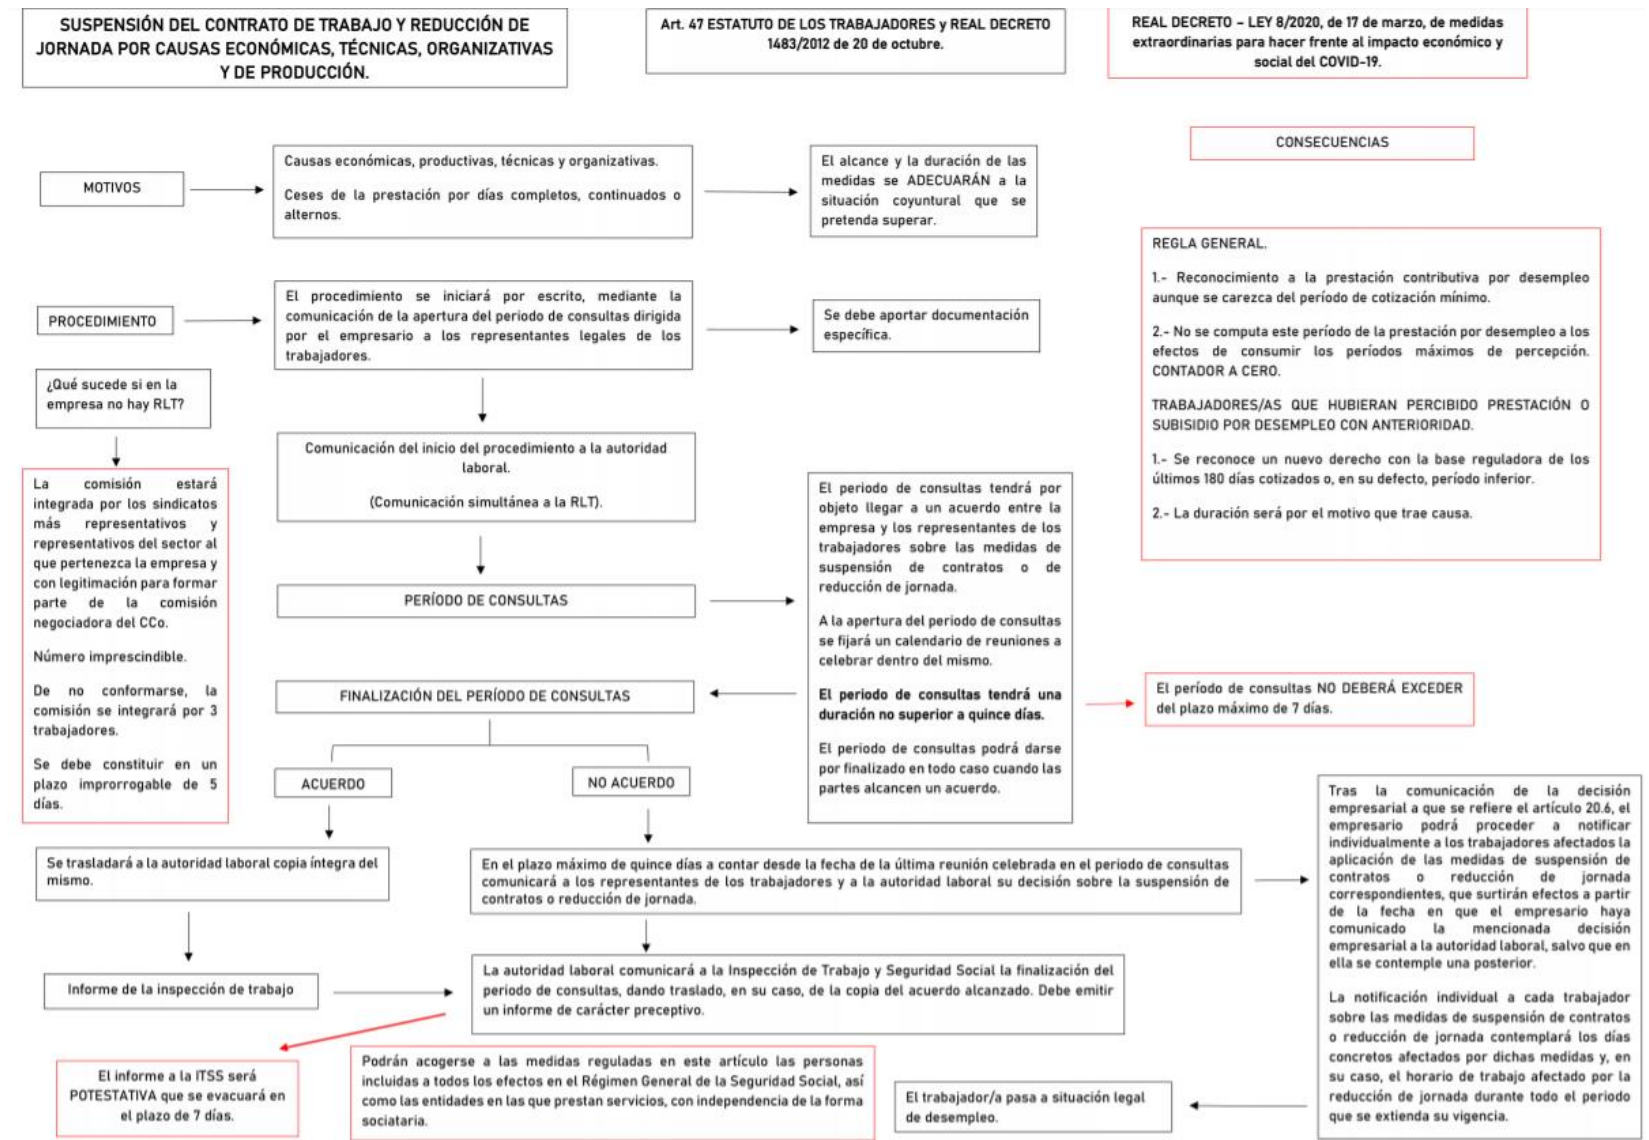 SUSPENSIÓN DEL CONTRATO DE TRABAJO Y REDUCCIÓN DE
JORNADA POR CAUSAS ECONÓMICAS, TÉCNICAS, ORGANIZATIVAS
Y DE PRODUCCIÓN.
Art. 47 ESTATUTO DE LOS TRABAJADORES y REAL DECRETO
1483/2012 de 20 de octubre.
REAL DECRETO – LEY 8/2020, de 17 de marzo, de medidas
extraordinarias para hacer frente al impacto económico y
social del COVID-19.
CONSECUENCIAS
MOTIVOS
Causas económicas, productivas, técnicas y organizativas.
Ceses de la prestación por días completos, continuados o
alternos.
El alcance y la duración de las
medidas se ADECUARÁN a la
situación coyuntural que se
pretenda superar.
REGLA GENERAL.
1.- Reconocimiento a la prestación contributiva por desempleo
aunque se carezca del período de cotización mínimo.
2.- No se computa este período de la prestación por desempleo a los
efectos de consumir los períodos máximos de percepción.
CONTADOR A CERO.
TRABAJADORES/AS QUE HUBIERAN PERCIBIDO PRESTACIÓN O
SUBISIDIO POR DESEMPLEO CON ANTERIORIDAD.
1.- Se reconoce un nuevo derecho con la base reguladora de los
últimos 180 días cotizados o, en su defecto, período inferior.
2.- La duración será por el motivo que trae causa.
PROCEDIMIENTO
El procedimiento se iniciará por escrito, mediante la
comunicación de la apertura del periodo de consultas dirigida
por el empresario a los representantes legales de los
trabajadores.
Se debe aportar documentación
específica.
¿Qué sucede si en la
empresa no hay RLT?
La comisión estará
integrada por los sindicatos
más representativos y
representativos del sector al
que pertenezca la empresa y
con legitimación para formar
parte de la comisión
negociadora del CCo.
Número imprescindible.
De no conformarse, la
comisión se integrará por 3
trabajadores.
Se debe constituir en un
plazo improrrogable de 5
días.
Comunicación del inicio del procedimiento a la autoridad
laboral.
(Comunicación simultánea a la RLT).
PERÍODO DE CONSULTAS
El periodo de consultas tendrá por
objeto llegar a un acuerdo entre la
empresa y los representantes de los
trabajadores sobre las medidas de
suspensión de contratos o de
reducción de jornada.
A la apertura del periodo de consultas
se fijará un calendario de reuniones a
celebrar dentro del mismo.
El periodo de consultas tendrá una
duración no superior a quince días.
El periodo de consultas podrá darse
por finalizado en todo caso cuando las
partes alcancen un acuerdo.
El período de consultas NO DEBERÁ EXCEDER
del plazo máximo de 7 días.
FINALIZACIÓN DEL PERÍODO DE CONSULTAS
ACUERDO
NO ACUERDO
Se trasladará a la autoridad laboral copia íntegra del
mismo.
En el plazo máximo de quince días a contar desde la fecha de la última reunión celebrada en el periodo de consultas
comunicará a los representantes de los trabajadores y a la autoridad laboral su decisión sobre la suspensión de
contratos o reducción de jornada.
Tras la comunicación de la decisión
empresarial a que se refiere el artículo 20.6, el
empresario podrá proceder a notificar
individualmente a los trabajadores afectados la
aplicación de las medidas de suspensión de
contratos o reducción de jornada
correspondientes, que surtirán efectos a partir
de la fecha en que el empresario haya
comunicado la mencionada decisión
empresarial a la autoridad laboral, salvo que en
ella se contemple una posterior.
La notificación individual a cada trabajador
sobre las medidas de suspensión de contratos
o reducción de jornada contemplará los días
concretos afectados por dichas medidas y, en
su caso, el horario de trabajo afectado por la
reducción de jornada durante todo el periodo
que se extienda su vigencia.
Informe de la inspección de trabajo
La autoridad laboral comunicará a la Inspección de Trabajo y Seguridad Social la finalización del
periodo de consultas, dando traslado, en su caso, de la copia del acuerdo alcanzado. Debe emitir
un informe de carácter preceptivo.
El informe a la ITSS será
POTESTATIVA que se evacuará en
el plazo de 7 días.
Podrán acogerse a las medidas reguladas en este artículo las personas
incluidas a todos los efectos en el Régimen General de la Seguridad Social, así
como las entidades en las que prestan servicios, con independencia de la forma
sociataria.
El trabajador/a pasa a situación legal
de desempleo.